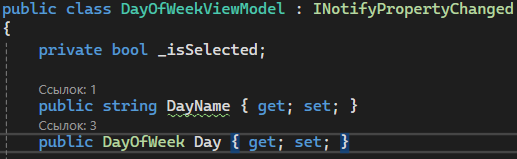 public class DayOfWeekViewModel : INotifyPropertyChanged
{
private bool _isSelected;
Ссылок: 1
public string DayName { get; set; }
Ссылок: 3
public DayOfWeek Day { get; set; }